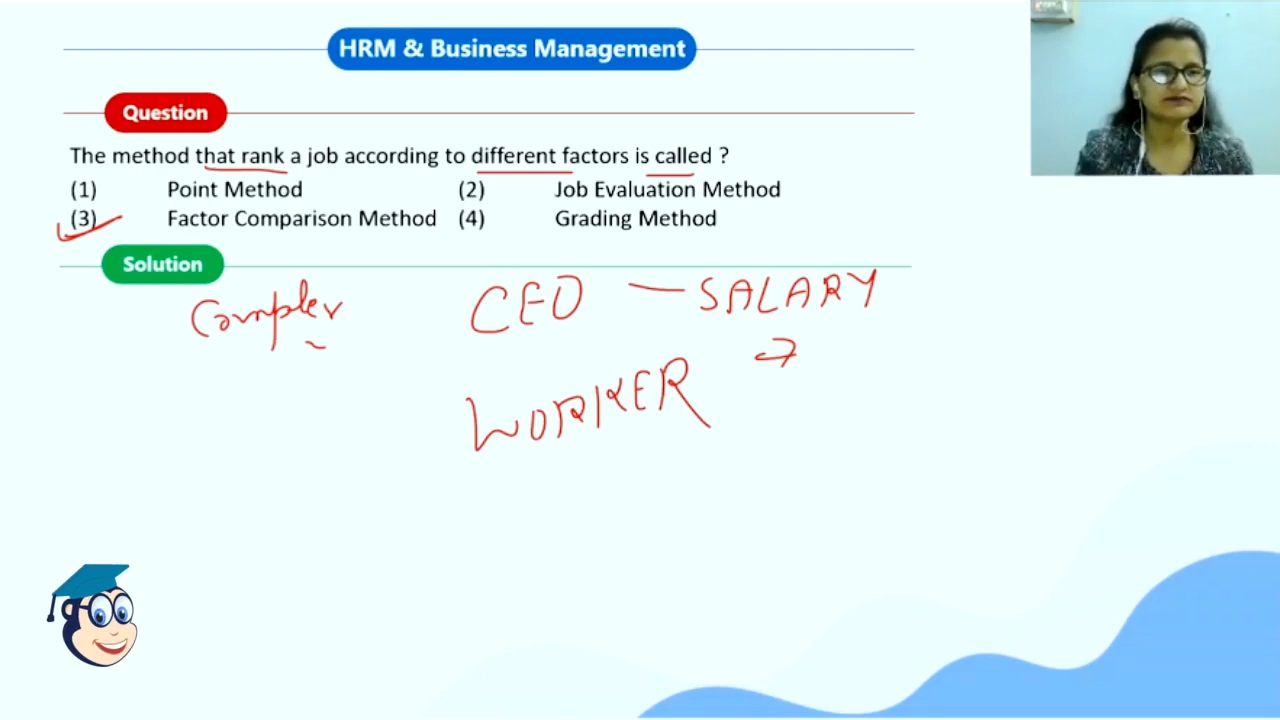 HRM & Business Management
Question
The method that rank a job according to different factors is called ?
(1) Point Method (2) Job Evaluation Method
(3) Factor Comparison Method (4) Grading Method
Solution
Complex CEO — SALARY
WORKER →